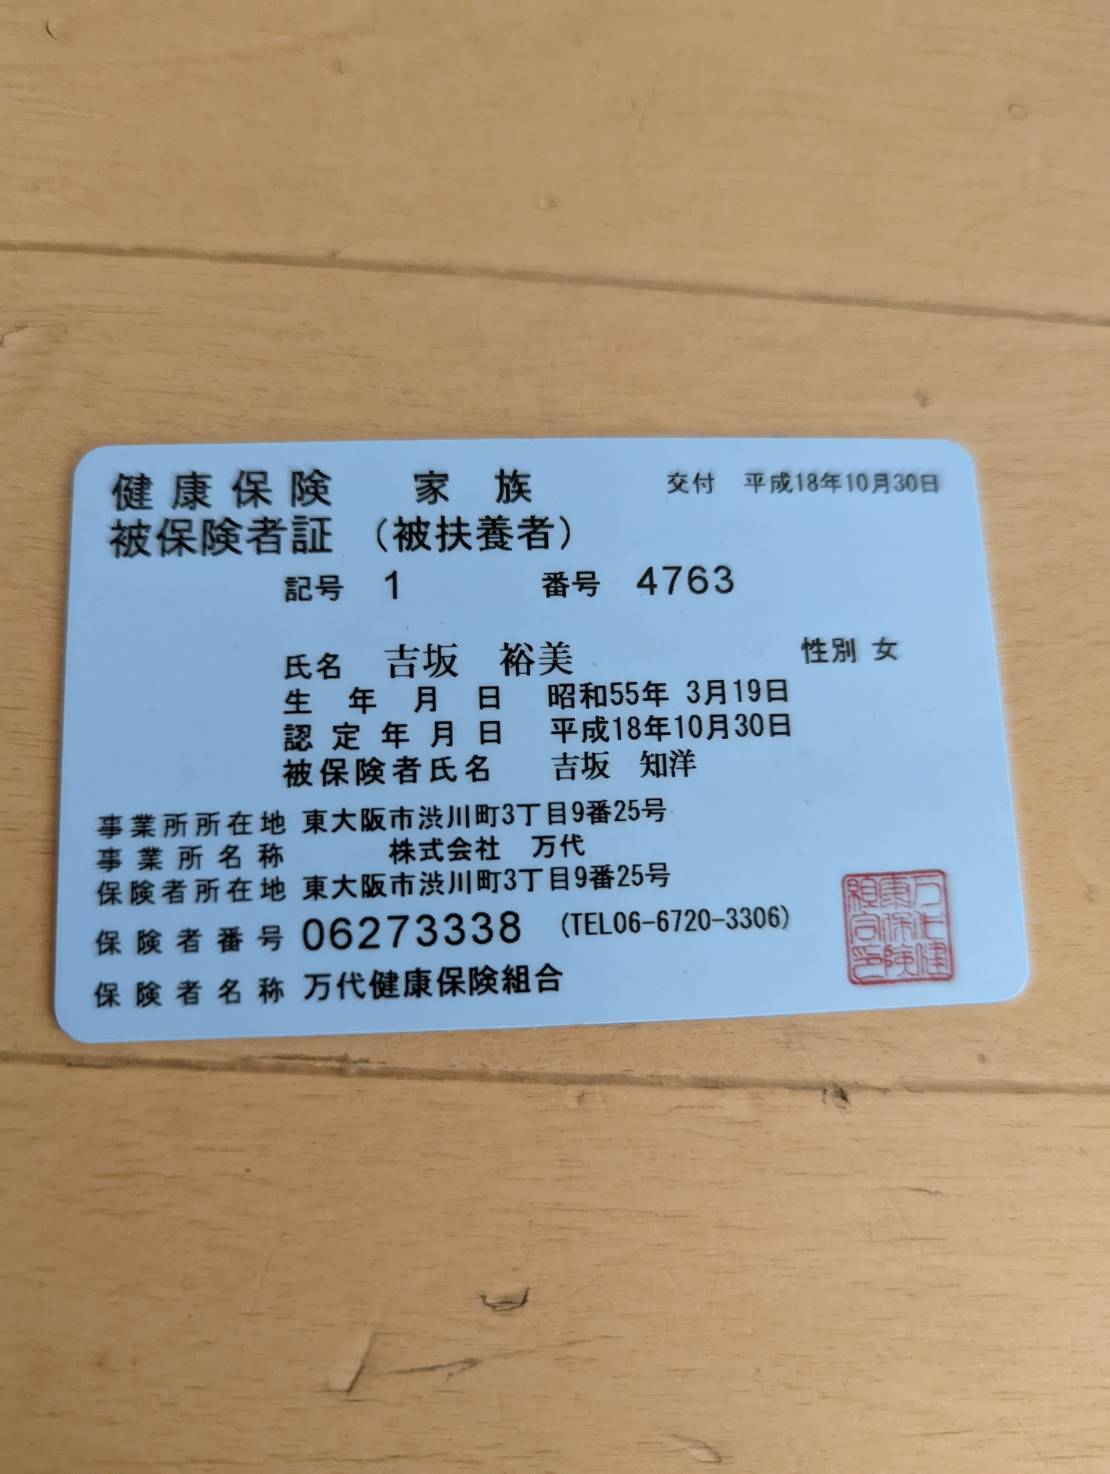 健康保険 家族 交付 平成18年10月30日
被保険者証 (被扶養者)
記号 1 番号 4763
氏名 吉坂 裕美 性別 女
生年月日 昭和55年 3月19日
認定年月日 平成18年10月30日
被保険者氏名 吉坂 知洋
事業所所在地 東大阪市渋川町3丁目9番25号
事業所名称 株式会社 万代
保険者所在地 東大阪市渋川町3丁目9番25号
保険者番号 06273338 (TEL06-6720-3306)
保険者名称 万代健康保険組合